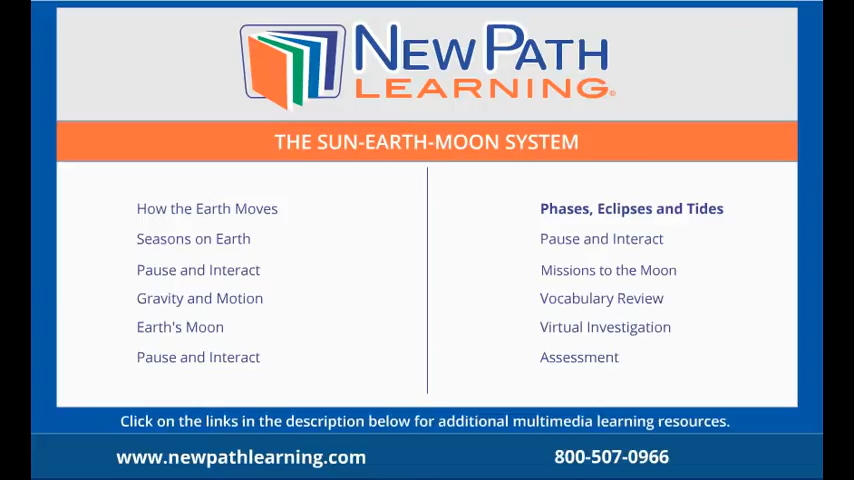 NEWPATH
LEARNING®
THE SUN-EARTH-MOON SYSTEM
How the Earth Moves
Seasons on Earth
Pause and Interact
Gravity and Motion
Earth's Moon
Pause and Interact
Phases, Eclipses and Tides
Pause and Interact
Missions to the Moon
Vocabulary Review
Virtual Investigation
Assessment
Click on the links in the description below for additional multimedia learning resources.
www.newpathlearning.com
800-507-0966